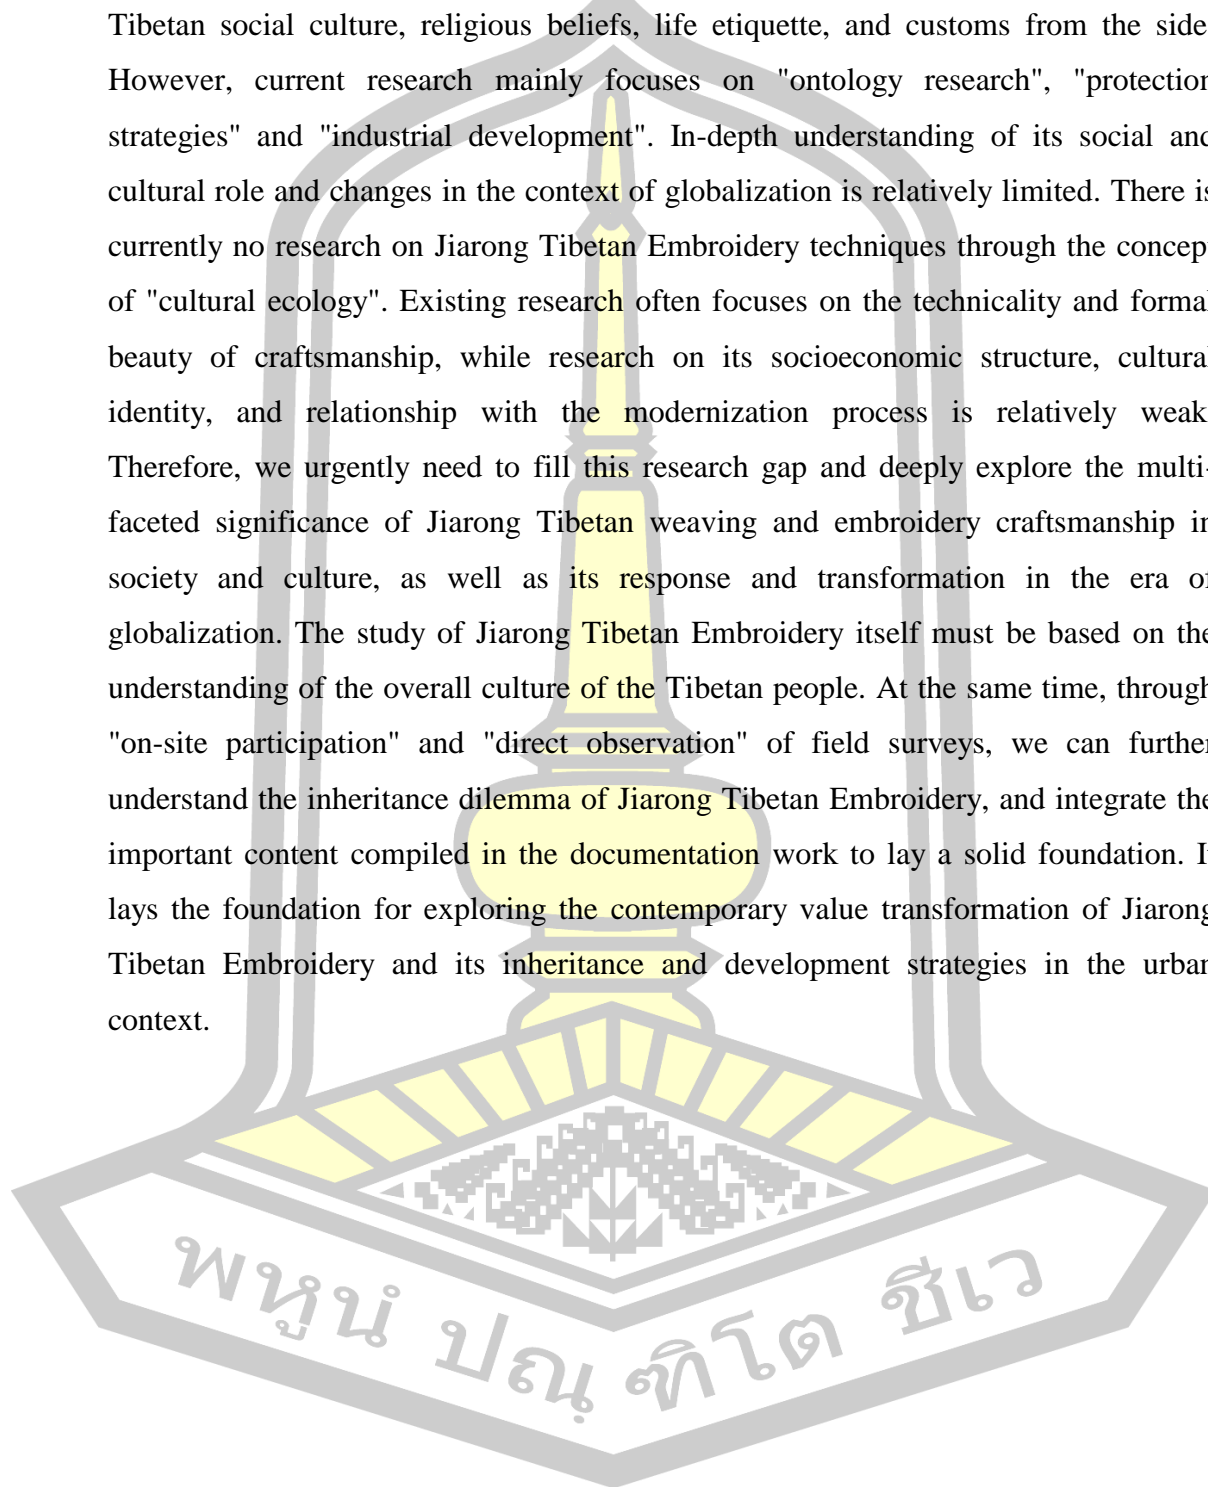 Tibetan social culture, religious beliefs, life etiquette, and customs from the side.
However, current research mainly focuses on "ontology research", "protection
strategies" and "industrial development". In-depth understanding of its social and
cultural role and changes in the context of globalization is relatively limited. There is
currently no research on Jiarong Tibetan Embroidery techniques through the concept
of "cultural ecology". Existing research often focuses on the technicality and formal
beauty of craftsmanship, while research on its socioeconomic structure, cultural
identity, and relationship with the modernization process is relatively weak.
Therefore, we urgently need to fill this research gap and deeply explore the multi-
faceted significance of Jiarong Tibetan weaving and embroidery craftsmanship in
society and culture, as well as its response and transformation in the era of
globalization. The study of Jiarong Tibetan Embroidery itself must be based on the
understanding of the overall culture of the Tibetan people. At the same time, through
"on-site participation" and "direct observation" of field surveys, we can further
understand the inheritance dilemma of Jiarong Tibetan Embroidery, and integrate the
important content compiled in the documentation work to lay a solid foundation. It
lays the foundation for exploring the contemporary value transformation of Jiarong
Tibetan Embroidery and its inheritance and development strategies in the urban
context.
พหูนํ ปณฺฑิโต ชีเว